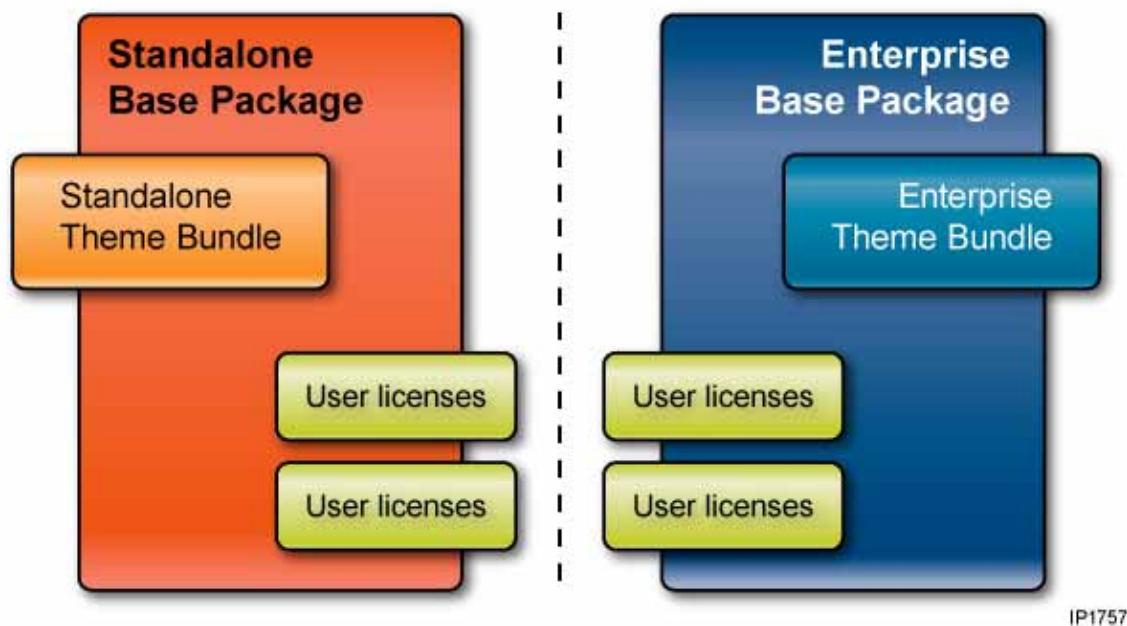 Standalone
Base Package
Standalone
Theme Bundle
User licenses
User licenses
Enterprise
Base Package
Enterprise
Theme Bundle
User licenses
User licenses
IP1757